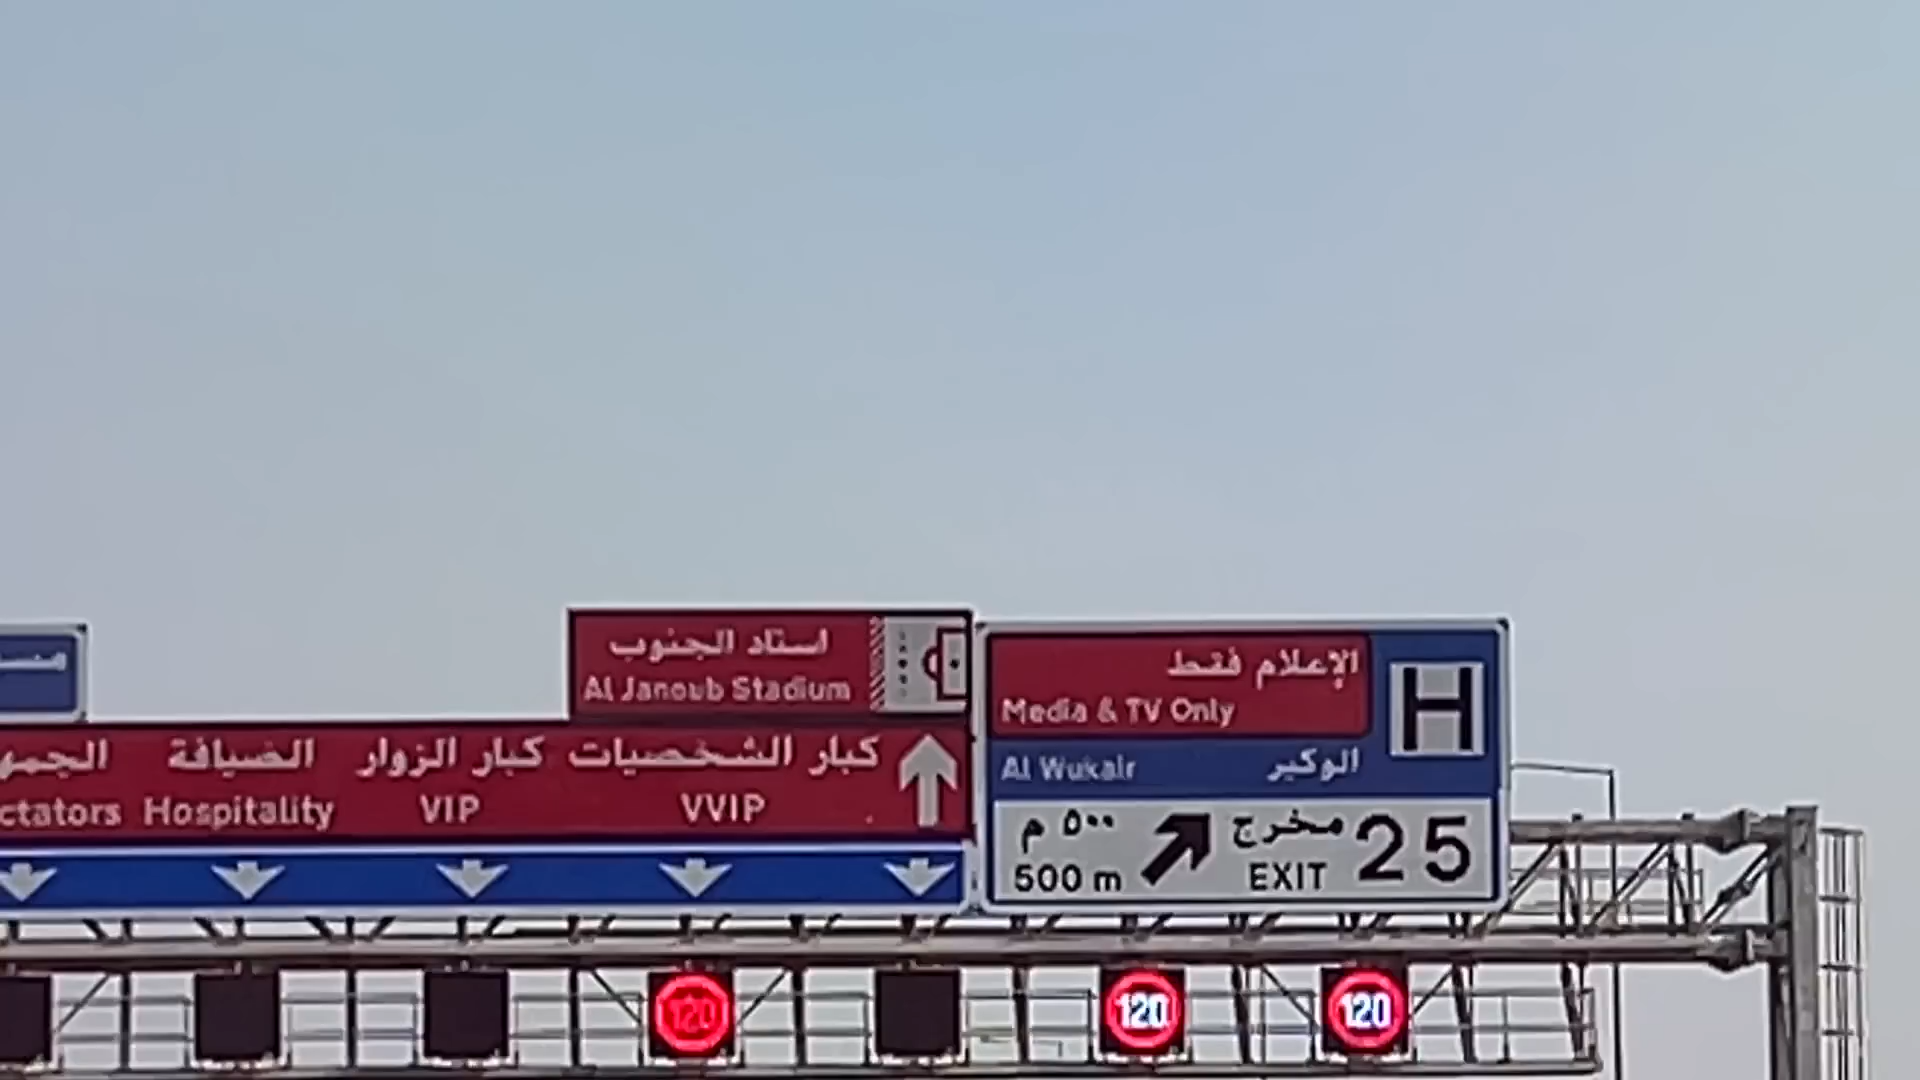 استاد الجنوب
Al Janoub Stadium
كبار الشخصيات
VVIP
كبار الزوار
VIP
الضيافة
Hospitality
الإعلام فقط
Media & TV Only
H
الوكير
Al Wukair
٥٠٠ م
500 m
مخرج
EXIT
25
120
120
120